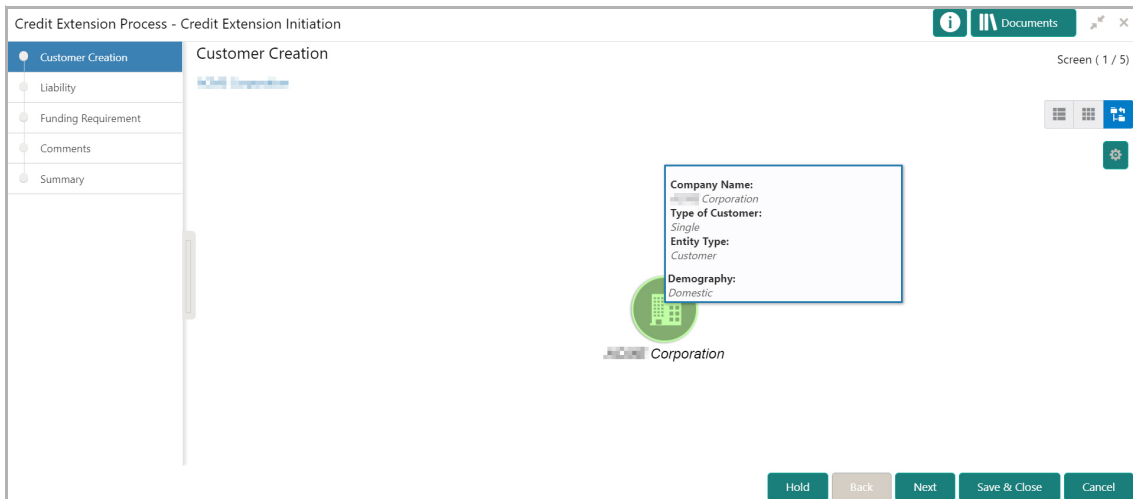 Credit Extension Process - Credit Extension Initiation
Documents
Customer Creation
Liability
Funding Requirement
Comments
Summary
Customer Creation
Screen ( 1 / 5)
Corporation
Company Name:
Corporation
Type of Customer:
Single
Entity Type:
Customer
Demography:
Domestic
Corporation
Hold
Back
Next
Save & Close
Cancel